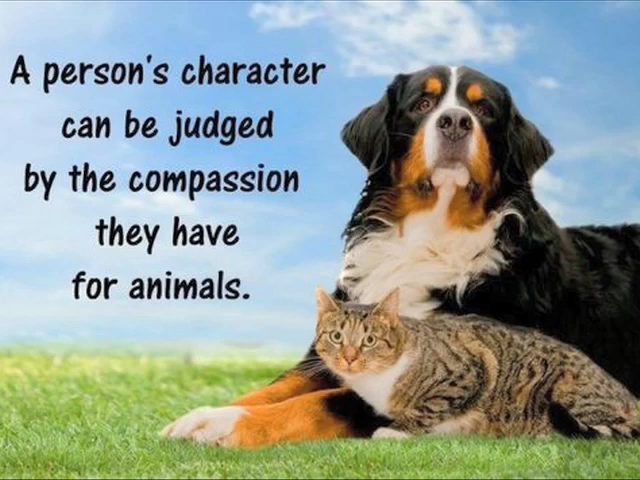 A person's character
can be judged
by the compassion
they have
for animals.